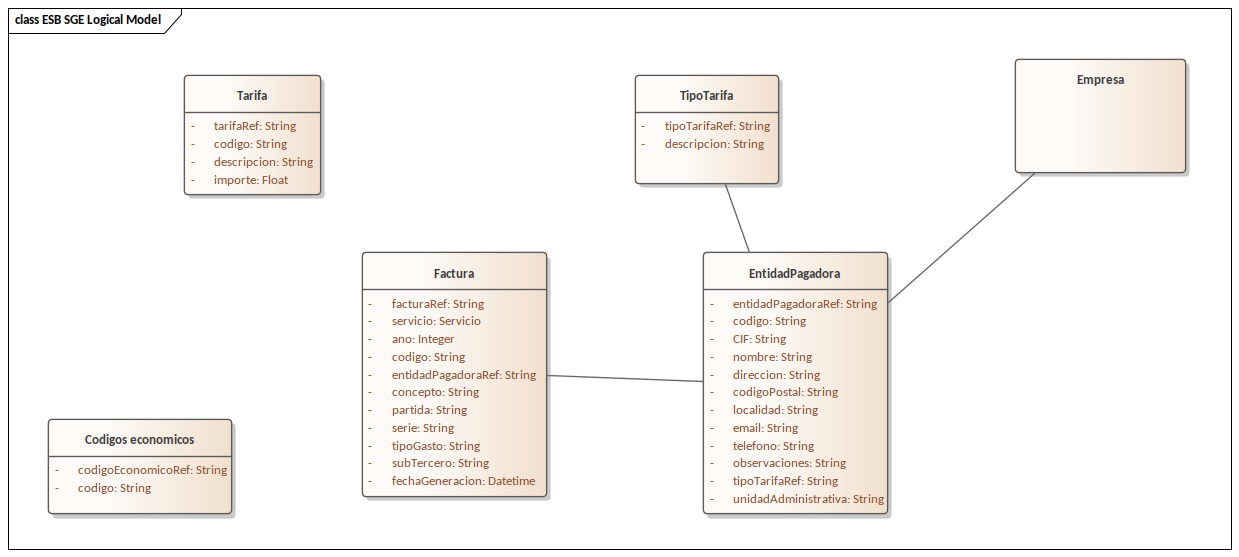 class ESB SGE Logical Model
Tarifa
- tarifaRef: String
- codigo: String
- descripcion: String
- importe: Float
TipoTarifa
- tipoTarifaRef: String
- descripcion: String
Empresa
Factura
- facturaRef: String
- servicio: Servicio
- ano: Integer
- codigo: String
- entidadPagadoraRef: String
- concepto: String
- partida: String
- serie: String
- tipoGasto: String
- subTercero: String
- fechaGeneracion: Datetime
EntidadPagadora
- entidadPagadoraRef: String
- codigo: String
- CIF: String
- nombre: String
- direccion: String
- codigoPostal: String
- localidad: String
- email: String
- telefono: String
- observaciones: String
- tipoTarifaRef: String
- unidadAdministrativa: String
Codigos economicos
- codigoEconomicoRef: String
- codigo: String